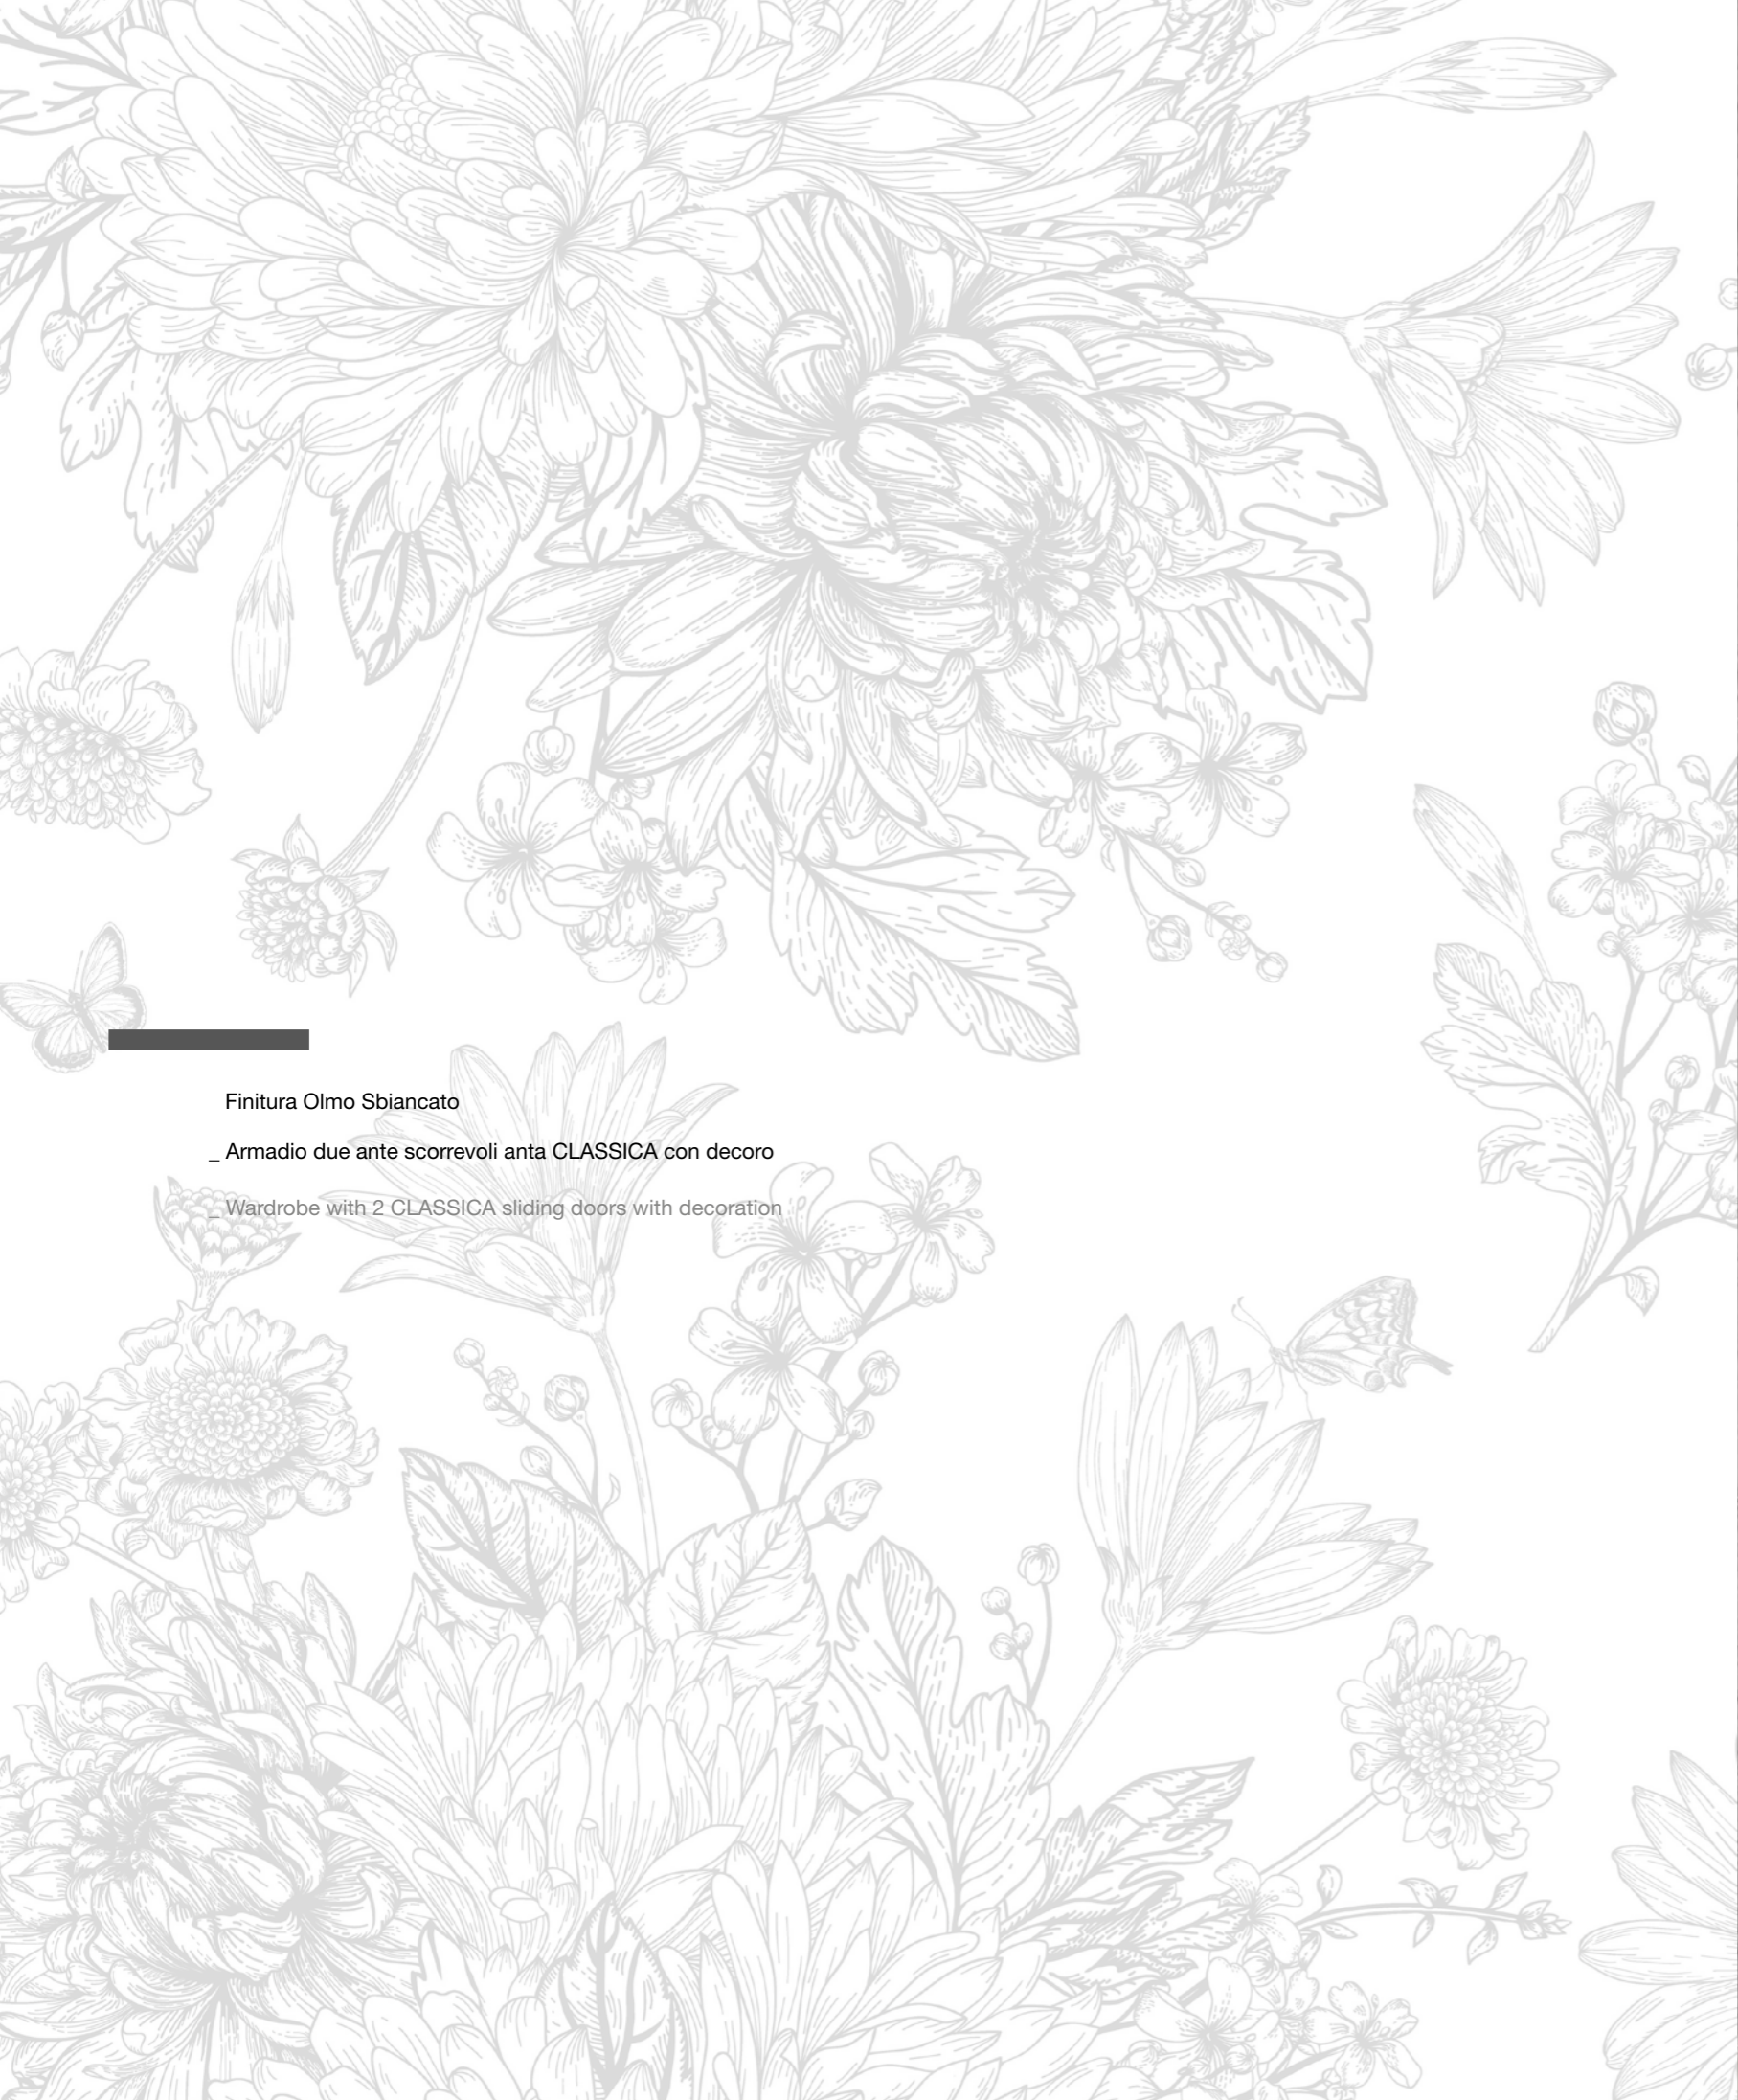 Finitura Olmo Sbiancato
_ Armadio due ante scorrevoli anta CLASSICA con decoro
_ Wardrobe with 2 CLASSICA sliding doors with decoration